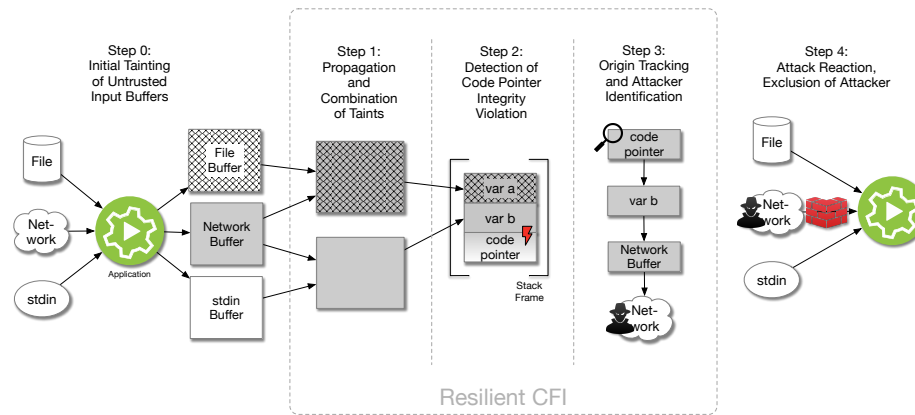 Step 0:
Initial Tainting
of Untrusted
Input Buffers
File
Net-
work
stdin
Application
File
Buffer
Network
Buffer
stdin
Buffer
Step 1:
Propagation
and
Combination
of Taints
Step 2:
Detection of
Code Pointer
Integrity
Violation
var a
var b
code
pointer
Stack
Frame
Step 3:
Origin Tracking
and Attacker
Identification
code
pointer
var b
Network
Buffer
Net-
work
Resilient CFI
Step 4:
Attack Reaction,
Exclusion of Attacker
File
Net-
work
stdin